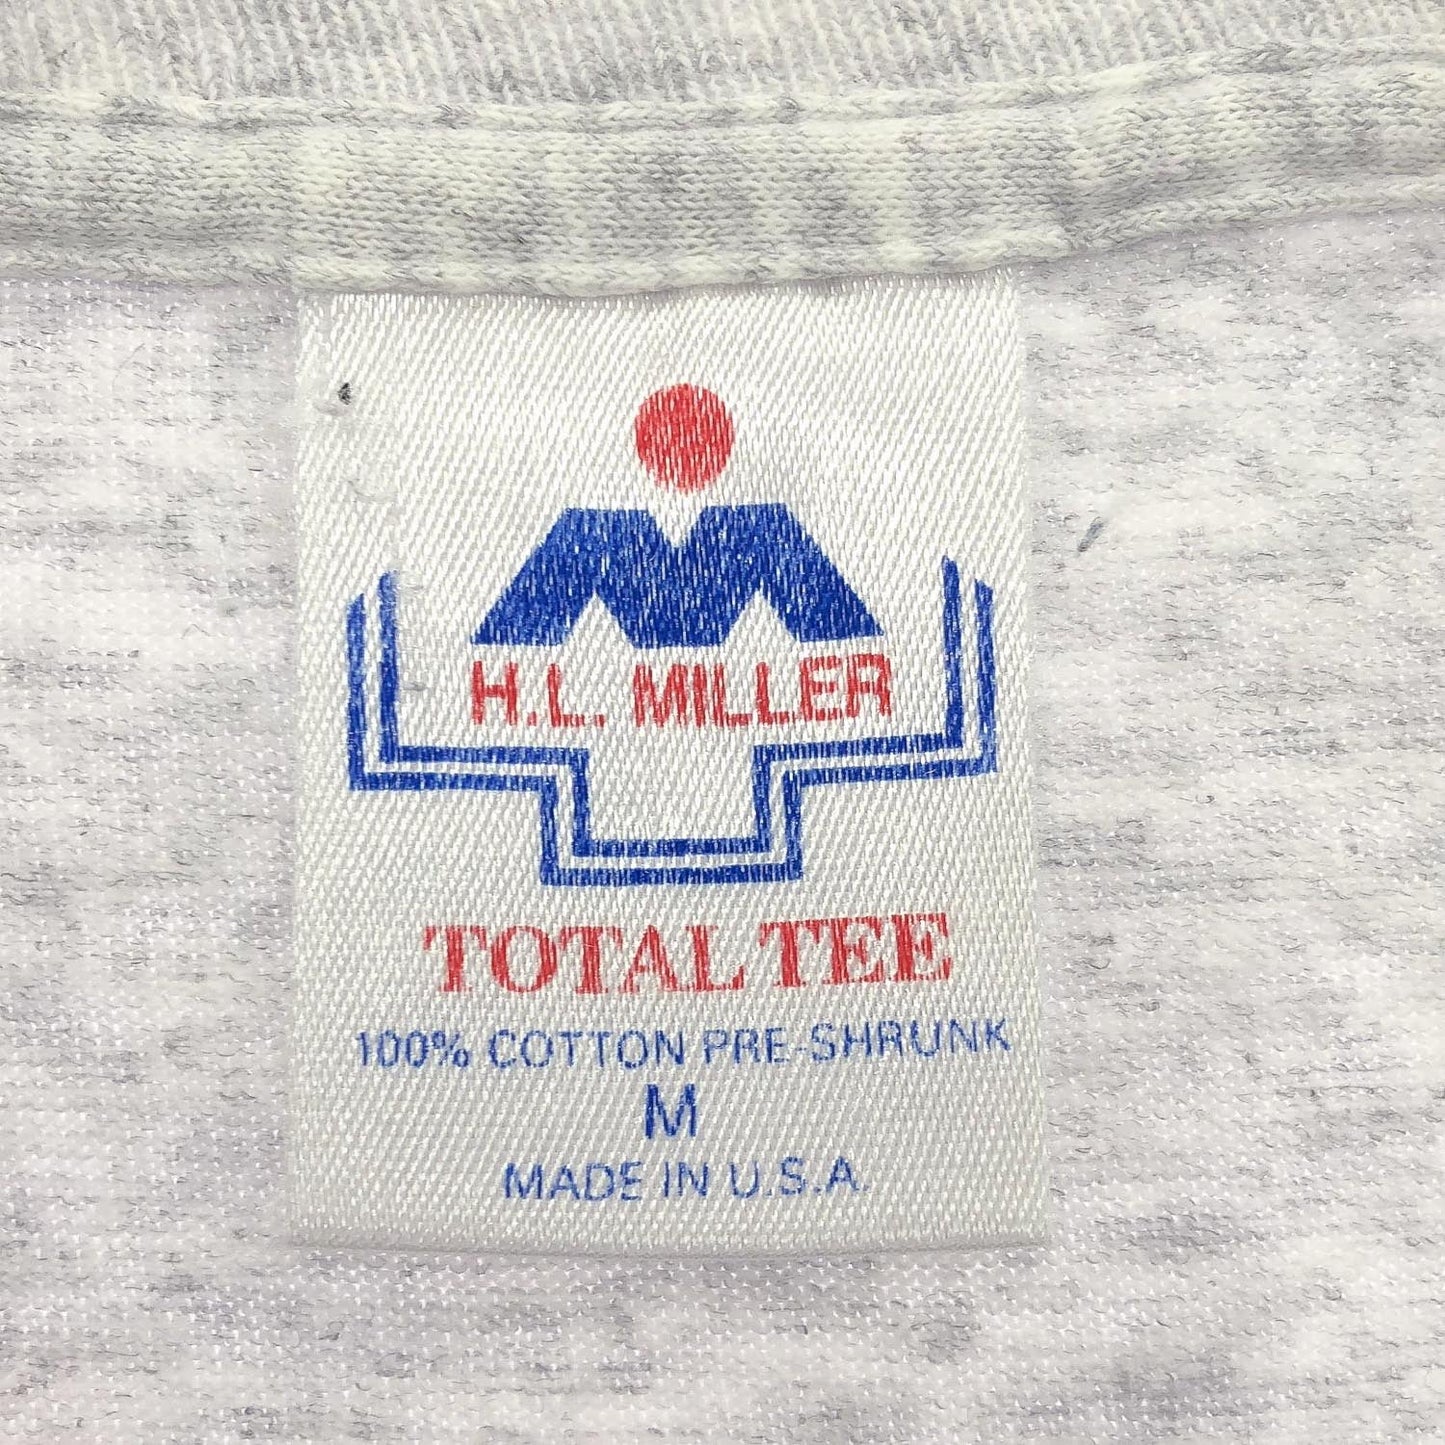 H.L. MILLER
TOTAL TEE
100% COTTON PRE-SHRUNK
M
MADE IN U.S.A.